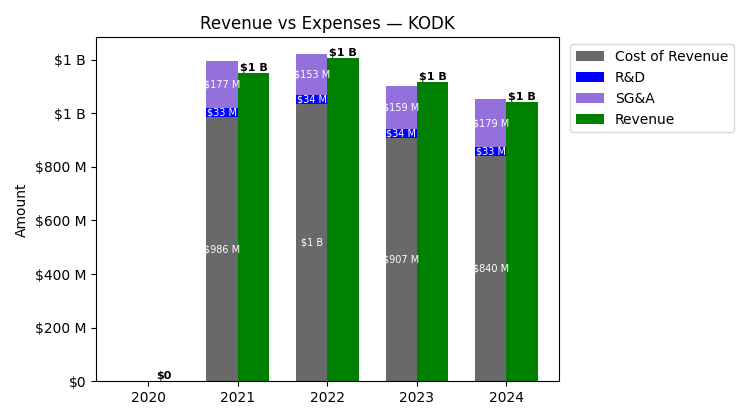 Revenue vs Expenses — KODK
$1 B
$1 B
$800 M
$600 M
$400 M
$200 M
$0
Amount
$0
$177 M
$33 M
$986 M
$1 B
$153 M
$34 M
$1 B
$1 B
$159 M
$34 M
$907 M
$1 B
$179 M
$33 M
$840 M
$1 B
2020 2021 2022 2023 2024
Cost of Revenue
R&D
SG&A
Revenue